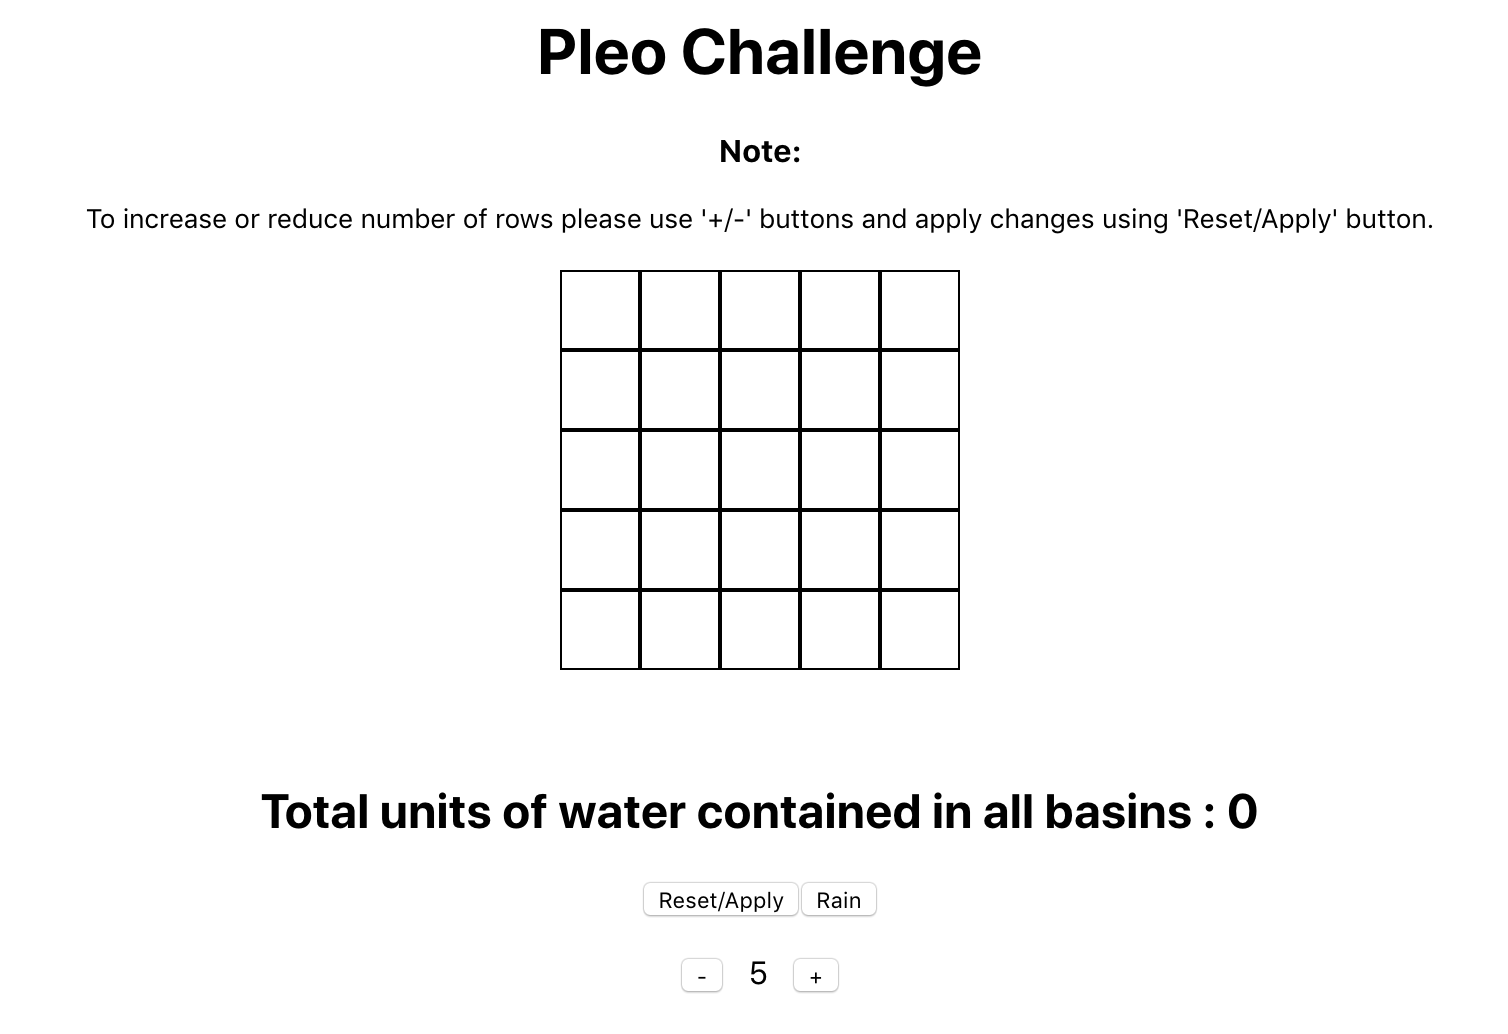 Pleo Challenge
Note:
To increase or reduce number of rows please use '+/-' buttons and apply changes using 'Reset/Apply' button.
Total units of water contained in all basins : 0
Reset/Apply Rain
- 5 +